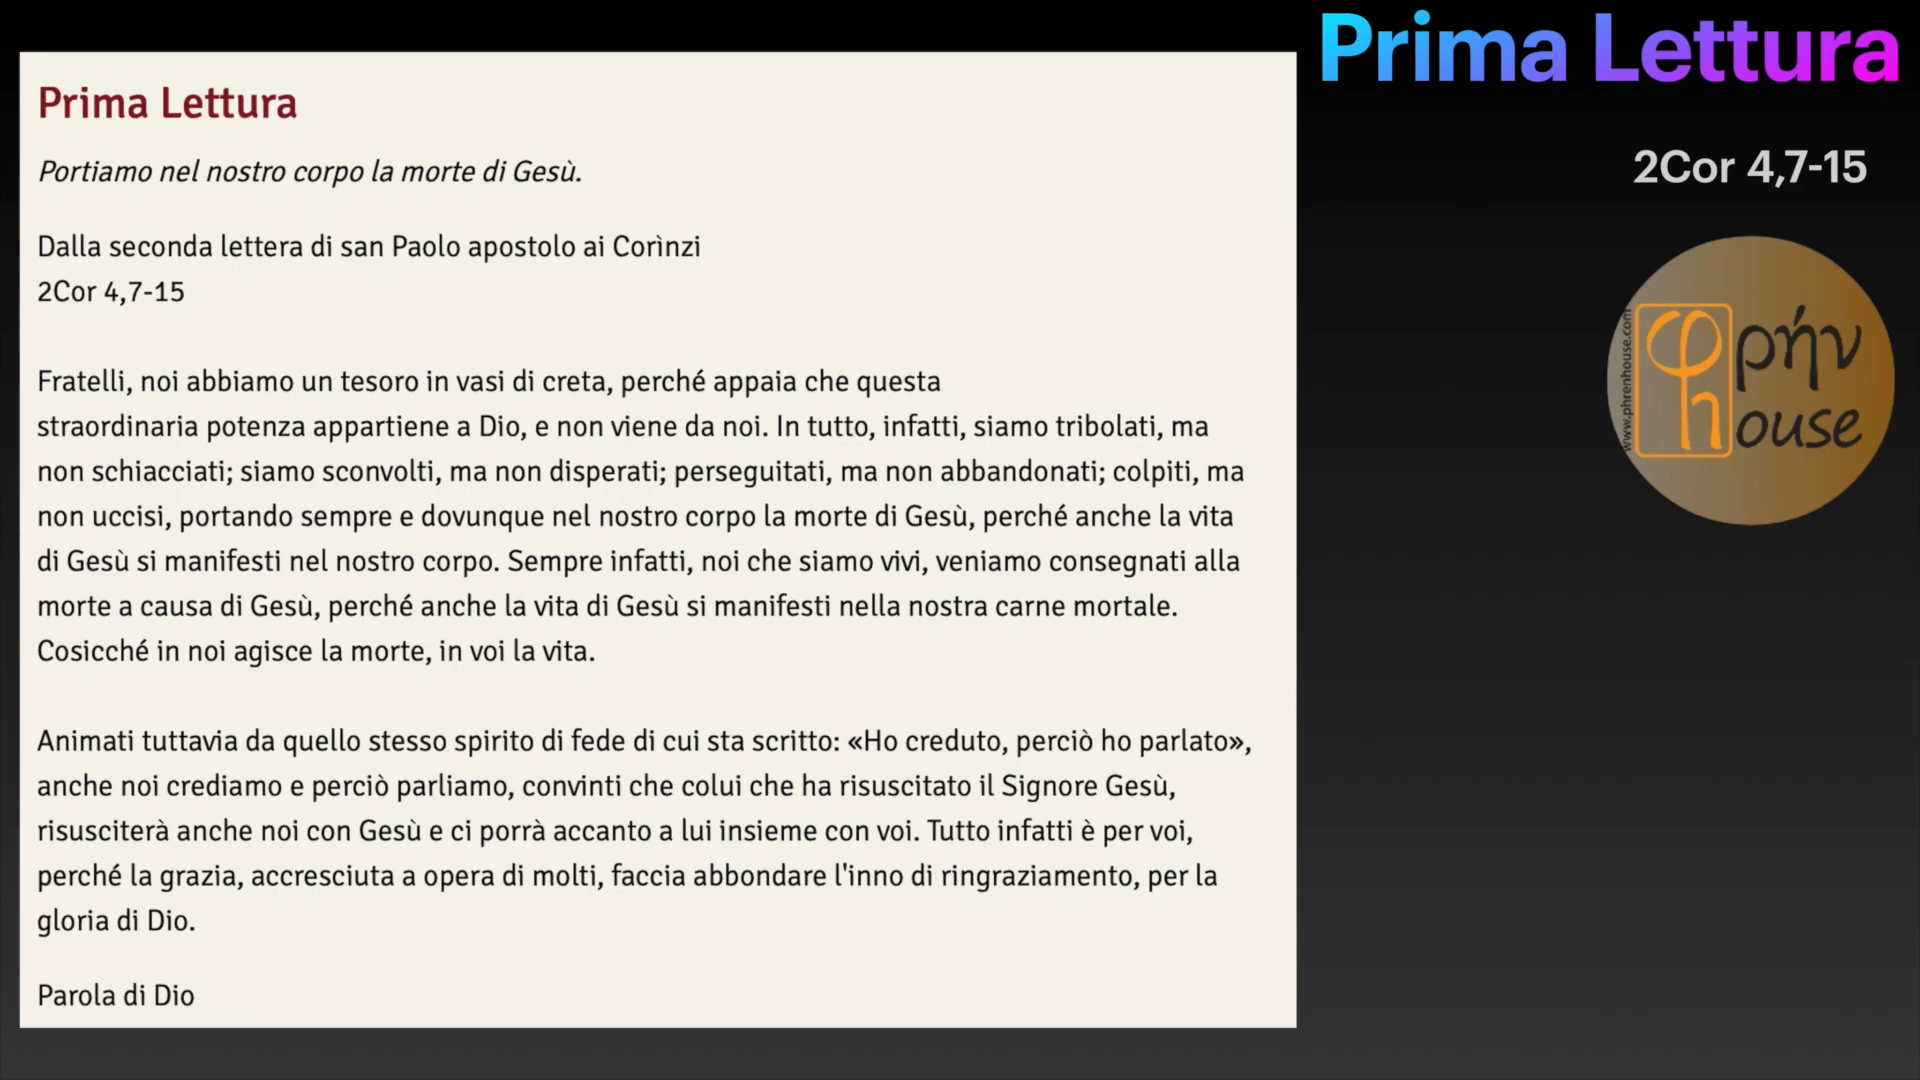 Prima Lettura
Portiamo nel nostro corpo la morte di Gesù.
Dalla seconda lettera di san Paolo apostolo ai Corìnzi
2Cor 4,7-15
Fratelli, noi abbiamo un tesoro in vasi di creta, perché appaia che questa
straordinaria potenza appartiene a Dio, e non viene da noi. In tutto, infatti, siamo tribolati, ma
non schiacciati; siamo sconvolti, ma non disperati; perseguitati, ma non abbandonati; colpiti, ma
non uccisi, portando sempre e dovunque nel nostro corpo la morte di Gesù, perché anche la vita
di Gesù si manifesti nel nostro corpo. Sempre infatti, noi che siamo vivi, veniamo consegnati alla
morte a causa di Gesù, perché anche la vita di Gesù si manifesti nella nostra carne mortale.
Cosicché in noi agisce la morte, in voi la vita.
Animati tuttavia da quello stesso spirito di fede di cui sta scritto: «Ho creduto, perciò ho parlato»,
anche noi crediamo e perciò parliamo, convinti che colui che ha risuscitato il Signore Gesù,
risusciterà anche noi con Gesù e ci porrà accanto a lui insieme con voi. Tutto infatti è per voi,
perché la grazia, accresciuta a opera di molti, faccia abbondare l'inno di ringraziamento, per la
gloria di Dio.
Parola di Dio
Prima Lettura
2Cor 4,7-15
www.phrenhouse.com
φρήν
house